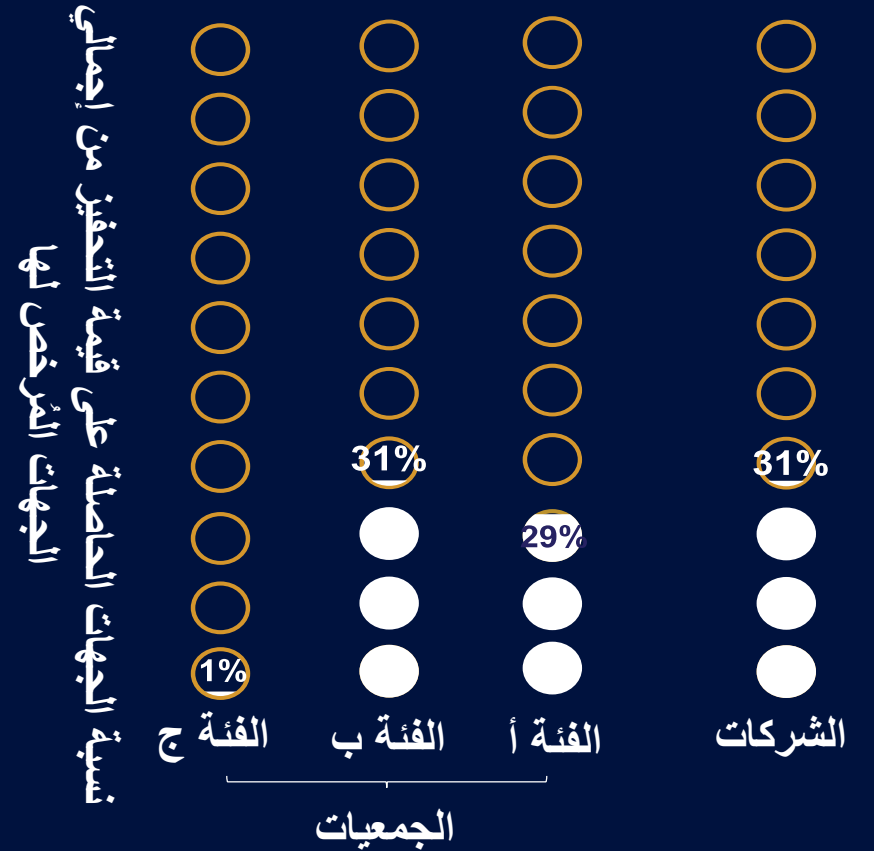 نسبة الجهات الحاصلة على قيمة التحفيز من إجمالي
الجهات المُرخص لها
31%
31%
29%
1%
الشركات
الفئة أ
الفئة ب
الفئة ج
الجمعيات